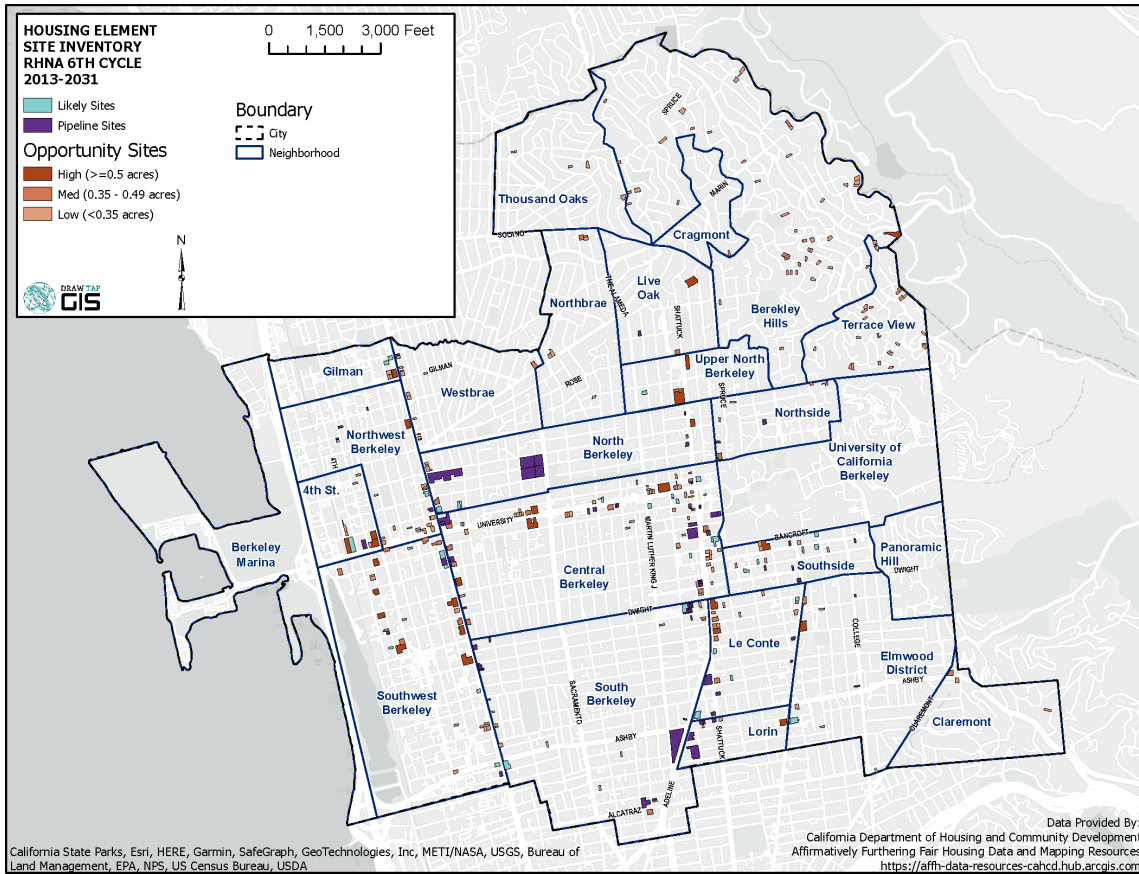 HOUSING ELEMENT
SITE INVENTORY
RHNA 6TH CYCLE
2013-2031
0 1,500 3,000 Feet
Likely Sites
Pipeline Sites
Opportunity Sites
High (>=0.5 acres)
Med (0.35 - 0.49 acres)
Low (<0.35 acres)
Boundary
City
Neighborhood
N
DRAW TAP
GIS
SPRUCE
MARIN
Thousand Oaks
SOLANO
Cragmont
Live
Oak
THE ALAMEDA
SHATTUCK
Northbrae
Berekley
Hills
Terrace View
Gilman
GILMAN
Westbrae
ROSE
Upper North
Berkeley
SPRUCE
Northside
Northwest
Berkeley
North
Berkeley
University of
California
Berkeley
4TH
4th St.
UNIVERSITY
MARTIN LUTHER KING J
BANCROFT
Berkeley
Marina
Central
Berkeley
Southside
Panoramic
Hill
DWIGHT
DWIGHT
Le Conte
COLLEGE
Elmwood
District
ASHBY
Southwest
Berkeley
SACRAMENTO
South
Berkeley
CLAREMONT
Claremont
ASHBY
SHATTUCK
Lorin
ADELINE
ALCATRAZ
California State Parks, Esri, HERE, Garmin, SafeGraph, GeoTechnologies, Inc, METI/NASA, USGS, Bureau of
Land Management, EPA, NPS, US Census Bureau, USDA
Data Provided By:
California Department of Housing and Community Development
Affirmatively Furthering Fair Housing Data and Mapping Resources
https://affh-data-resources-cahcd.hub.arcgis.com